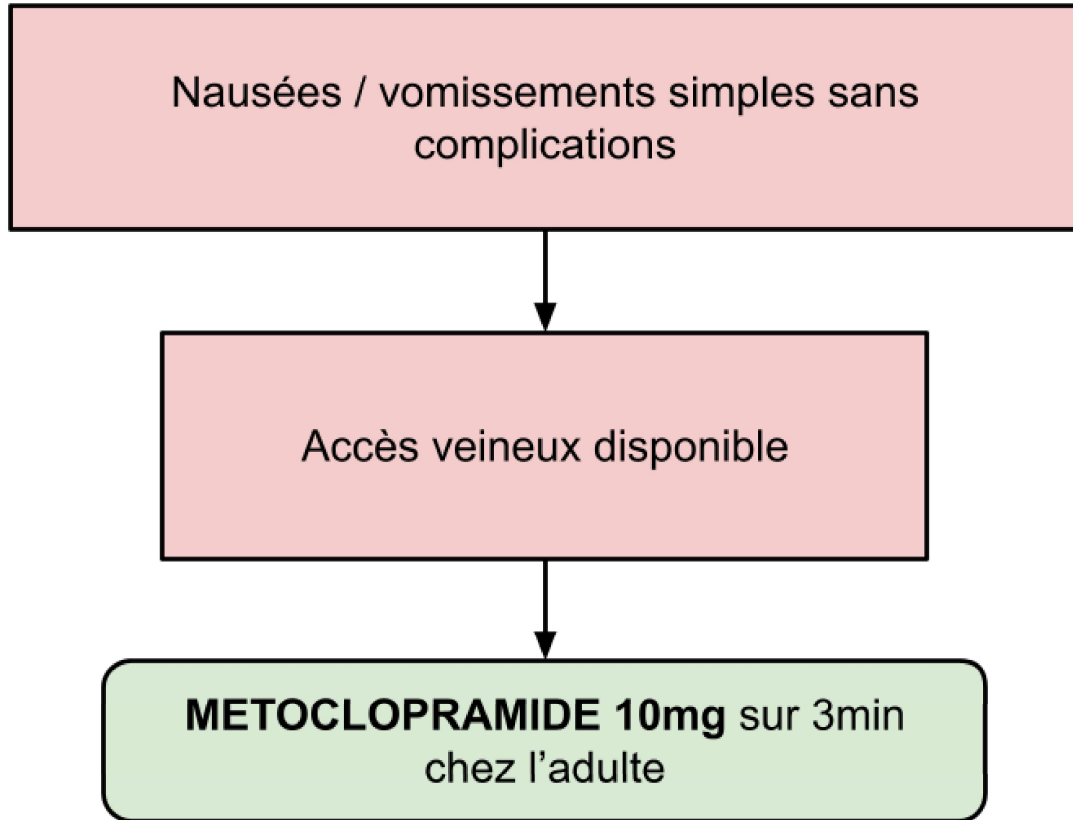 Nausées / vomissements simples sans
complications
Accès veineux disponible
METOCLOPRAMIDE 10mg sur 3min
chez l’adulte